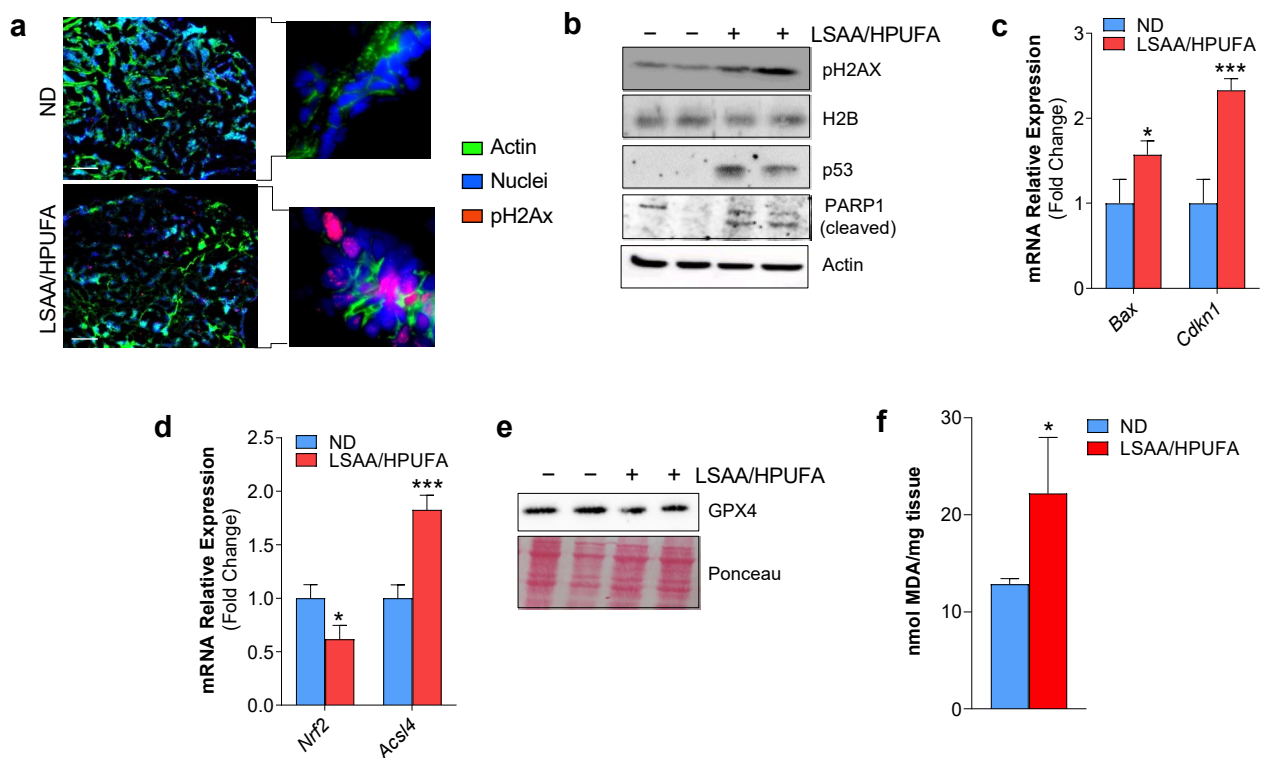 a
ND
LSAA/HPUFA
Actin
Nuclei
pH2Ax
b
– – + + LSAA/HPUFA
pH2AX
H2B
p53
PARP1
(cleaved)
Actin
c
ND
LSAA/HPUFA
mRNA Relative Expression
(Fold Change)
3
2
1
0
*
***
Bax
Cdkn1
d
ND
LSAA/HPUFA
mRNA Relative Expression
(Fold Change)
2.5
2.0
1.5
1.0
0.5
0.0
*
***
Nrf2
Acsl4
e
– – + + LSAA/HPUFA
GPX4
Ponceau
f
ND
LSAA/HPUFA
nmol MDA/mg tissue
30
20
10
0
*